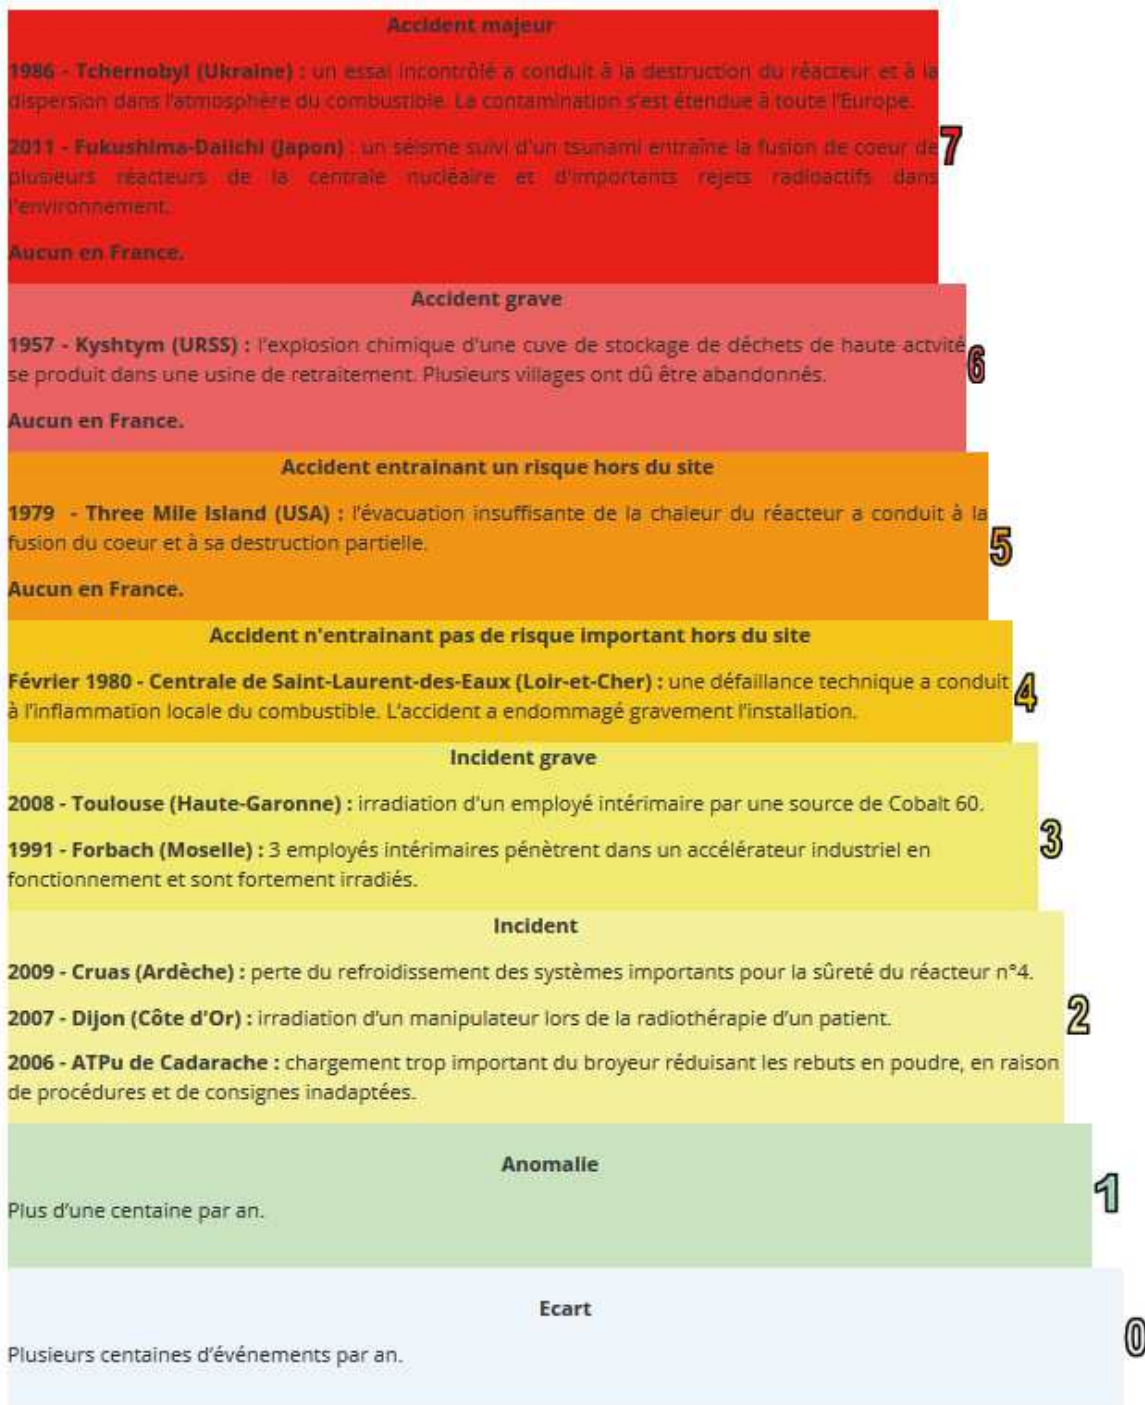 Accident majeur
1986 - Tchernobyl (Ukraine) : un essai incontrôlé a conduit à la destruction du réacteur et à la
dispersion dans l'atmosphère du combustible. La contamination s'est étendue à toute l'Europe.
2011 - Fukushima-Daiichi (Japon) : un séisme suivi d'un tsunami entraîne la fusion de coeur de
plusieurs réacteurs de la centrale nucléaire et d'importants rejets radioactifs dans
l'environnement.
Aucun en France.
7
Accident grave
1957 - Kyshtym (URSS) : l'explosion chimique d'une cuve de stockage de déchets de haute actvité
se produit dans une usine de retraitement. Plusieurs villages ont dû être abandonnés.
Aucun en France.
6
Accident entrainant un risque hors du site
1979 - Three Mile Island (USA) : l'évacuation insuffisante de la chaleur du réacteur a conduit à la
fusion du coeur et à sa destruction partielle.
Aucun en France.
5
Accident n'entrainant pas de risque important hors du site
Février 1980 - Centrale de Saint-Laurent-des-Eaux (Loir-et-Cher) : une défaillance technique a conduit
à l'inflammation locale du combustible. L'accident a endommagé gravement l'installation.
4
Incident grave
2008 - Toulouse (Haute-Garonne) : irradiation d'un employé intérimaire par une source de Cobalt 60.
1991 - Forbach (Moselle) : 3 employés intérimaires pénètrent dans un accélérateur industriel en
fonctionnement et sont fortement irradiés.
3
Incident
2009 - Cruas (Ardèche) : perte du refroidissement des systèmes importants pour la sûreté du réacteur n°4.
2007 - Dijon (Côte d'Or) : irradiation d'un manipulateur lors de la radiothérapie d'un patient.
2006 - ATPu de Cadarache : chargement trop important du broyeur réduisant les rebuts en poudre, en raison
de procédures et de consignes inadaptées.
2
Anomalie
Plus d'une centaine par an.
1
Ecart
Plusieurs centaines d'événements par an.
0